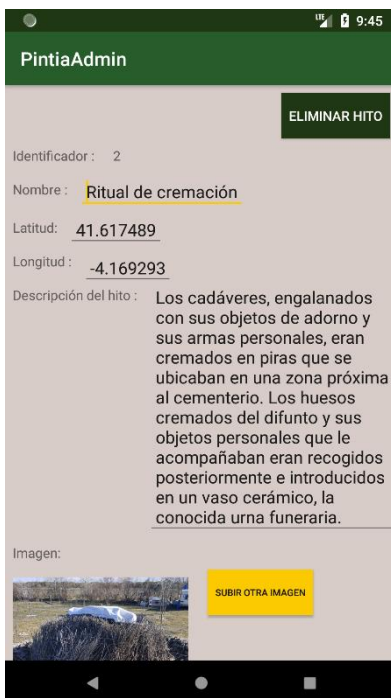 LTE 9:45
PintiaAdmin
ELIMINAR HITO
Identificador : 2
Nombre : Ritual de cremación
Latitud: 41.617489
Longitud : -4.169293
Descripción del hito : Los cadáveres, engalanados
con sus objetos de adorno y
sus armas personales, eran
cremados en piras que se
ubicaban en una zona próxima
al cementerio. Los huesos
cremados del difunto y sus
objetos personales que le
acompañaban eran recogidos
posteriormente e introducidos
en un vaso cerámico, la
conocida urna funeraria.
Imagen:
SUBIR OTRA IMAGEN